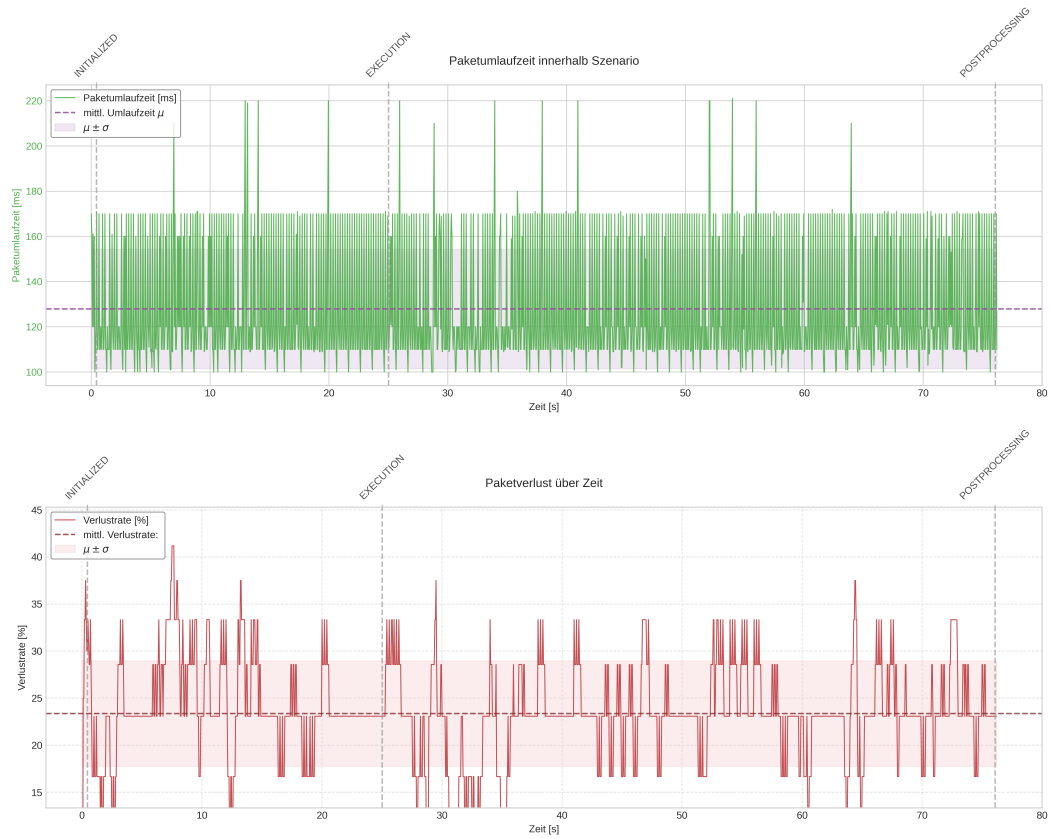 INITIALIZED
EXECUTION
POSTPROCESSING
Paketumlaufzeit innerhalb Szenario
Paketumlaufzeit [ms]
mittl. Umlaufzeit μ
μ ± σ
220
200
180
160
140
120
100
Paketumlaufzeit [ms]
0 10 20 30 40 50 60 70 80
Zeit [s]
INITIALIZED
EXECUTION
POSTPROCESSING
Paketverlust über Zeit
Verlustrate [%]
mittl. Verlustrate:
μ ± σ
45
40
35
30
25
20
15
Verlustrate [%]
0 10 20 30 40 50 60 70 80
Zeit [s]